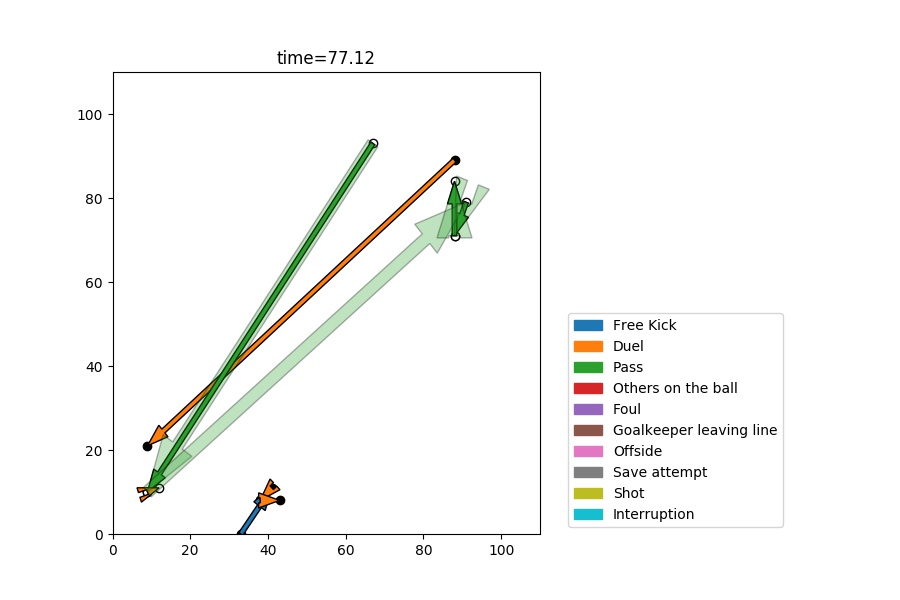 time=77.12
100
80
60
40
20
0
0 20 40 60 80 100
Free Kick
Duel
Pass
Others on the ball
Foul
Goalkeeper leaving line
Offside
Save attempt
Shot
Interruption